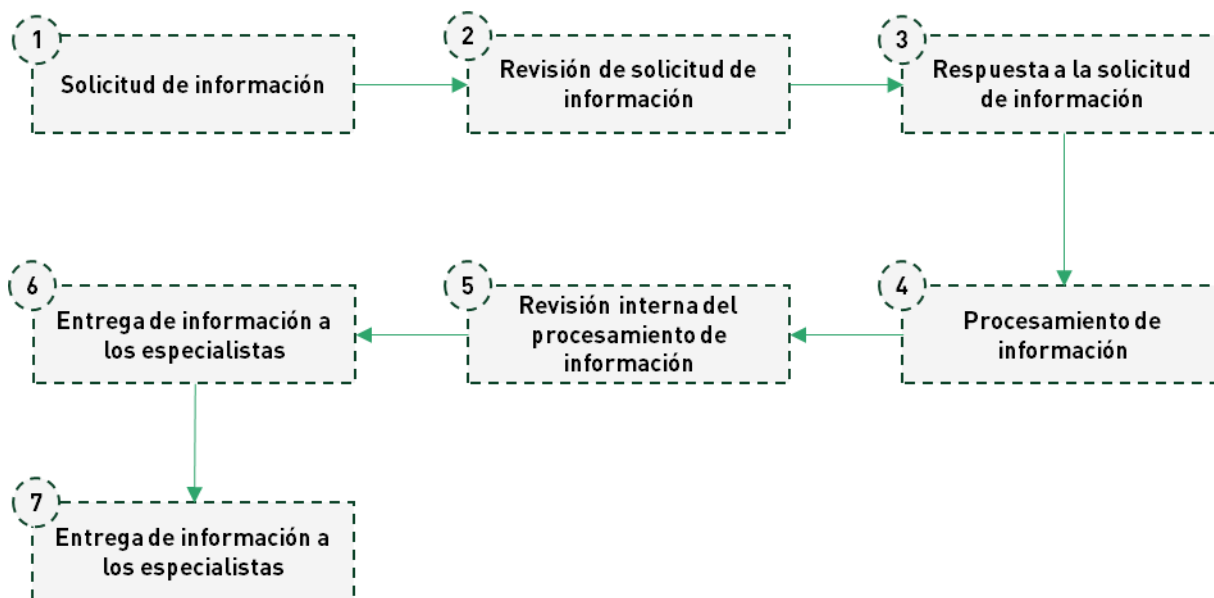 1
Solicitud de información
2
Revisión de solicitud de
información
3
Respuesta a la solicitud
de información
4
Procesamiento de
información
5
Revisión interna del
procesamiento de
información
6
Entrega de información a
los especialistas
7
Entrega de información a
los especialistas